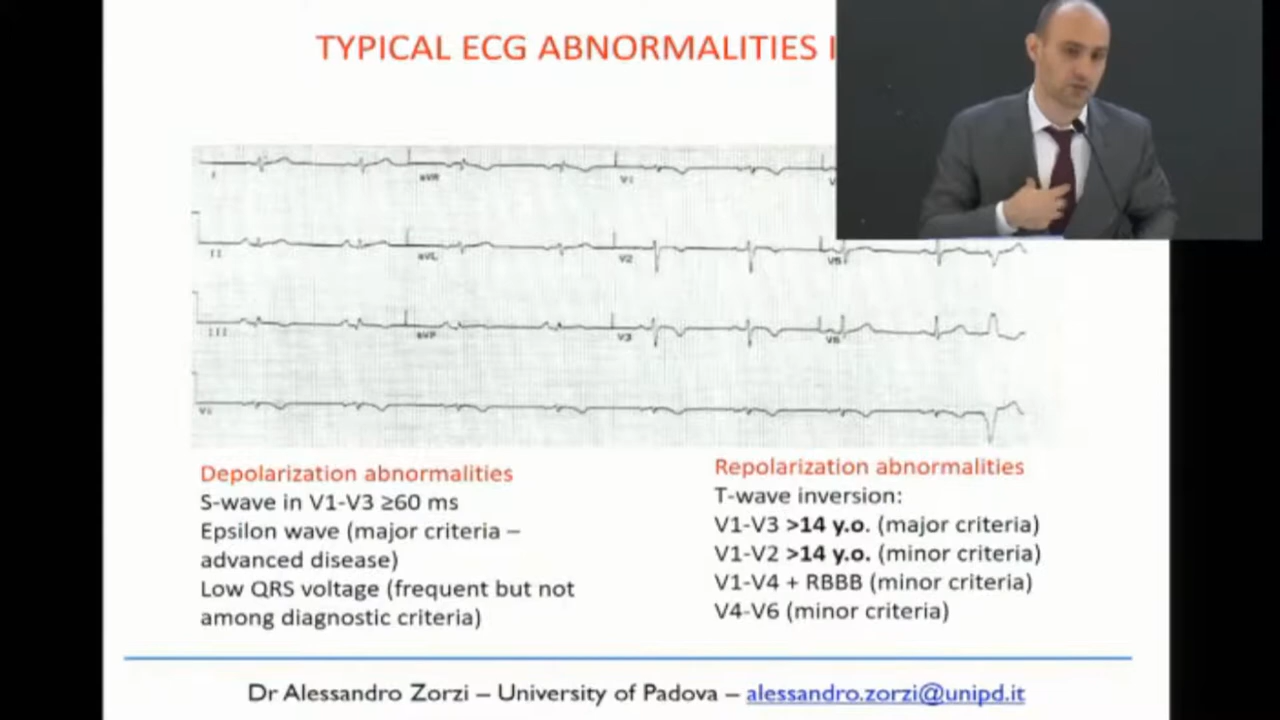 TYPICAL ECG ABNORMALITIES
I
aVR
V1
II
aVL
V2
V5
III
aVF
V3
V6
V1
Depolarization abnormalities
S-wave in V1-V3 ≥60 ms
Epsilon wave (major criteria –
advanced disease)
Low QRS voltage (frequent but not
among diagnostic criteria)
Repolarization abnormalities
T-wave inversion:
V1-V3 >14 y.o. (major criteria)
V1-V2 >14 y.o. (minor criteria)
V1-V4 + RBBB (minor criteria)
V4-V6 (minor criteria)
Dr Alessandro Zorzi – University of Padova – alessandro.zorzi@unipd.it